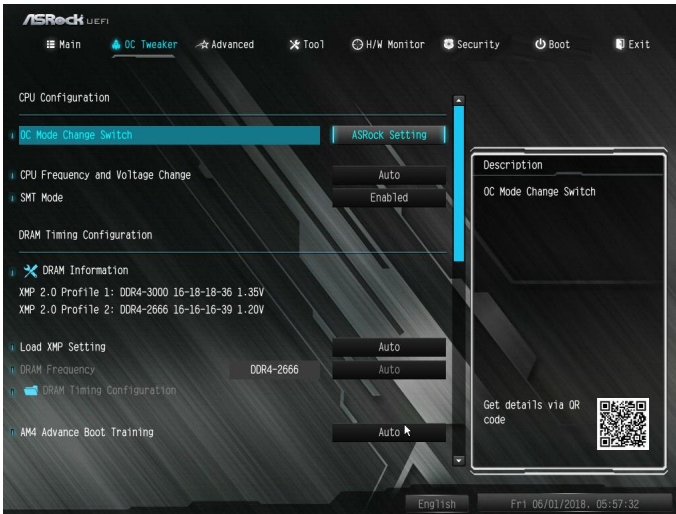 ASRock UEFI
Main OC Tweaker Advanced Tool H/W Monitor Security Boot Exit
CPU Configuration
OC Mode Change Switch ASRock Setting
CPU Frequency and Voltage Change Auto
SMT Mode Enabled
DRAM Timing Configuration
DRAM Information
XMP 2.0 Profile 1: DDR4-3000 16-18-18-36 1.35V
XMP 2.0 Profile 2: DDR4-2666 16-16-16-39 1.20V
Load XMP Setting Auto
DRAM Frequency DDR4-2666 Auto
DRAM Timing Configuration
AM4 Advance Boot Training Auto
Description
OC Mode Change Switch
Get details via QR
code
English Fri 06/01/2018. 05:57:32